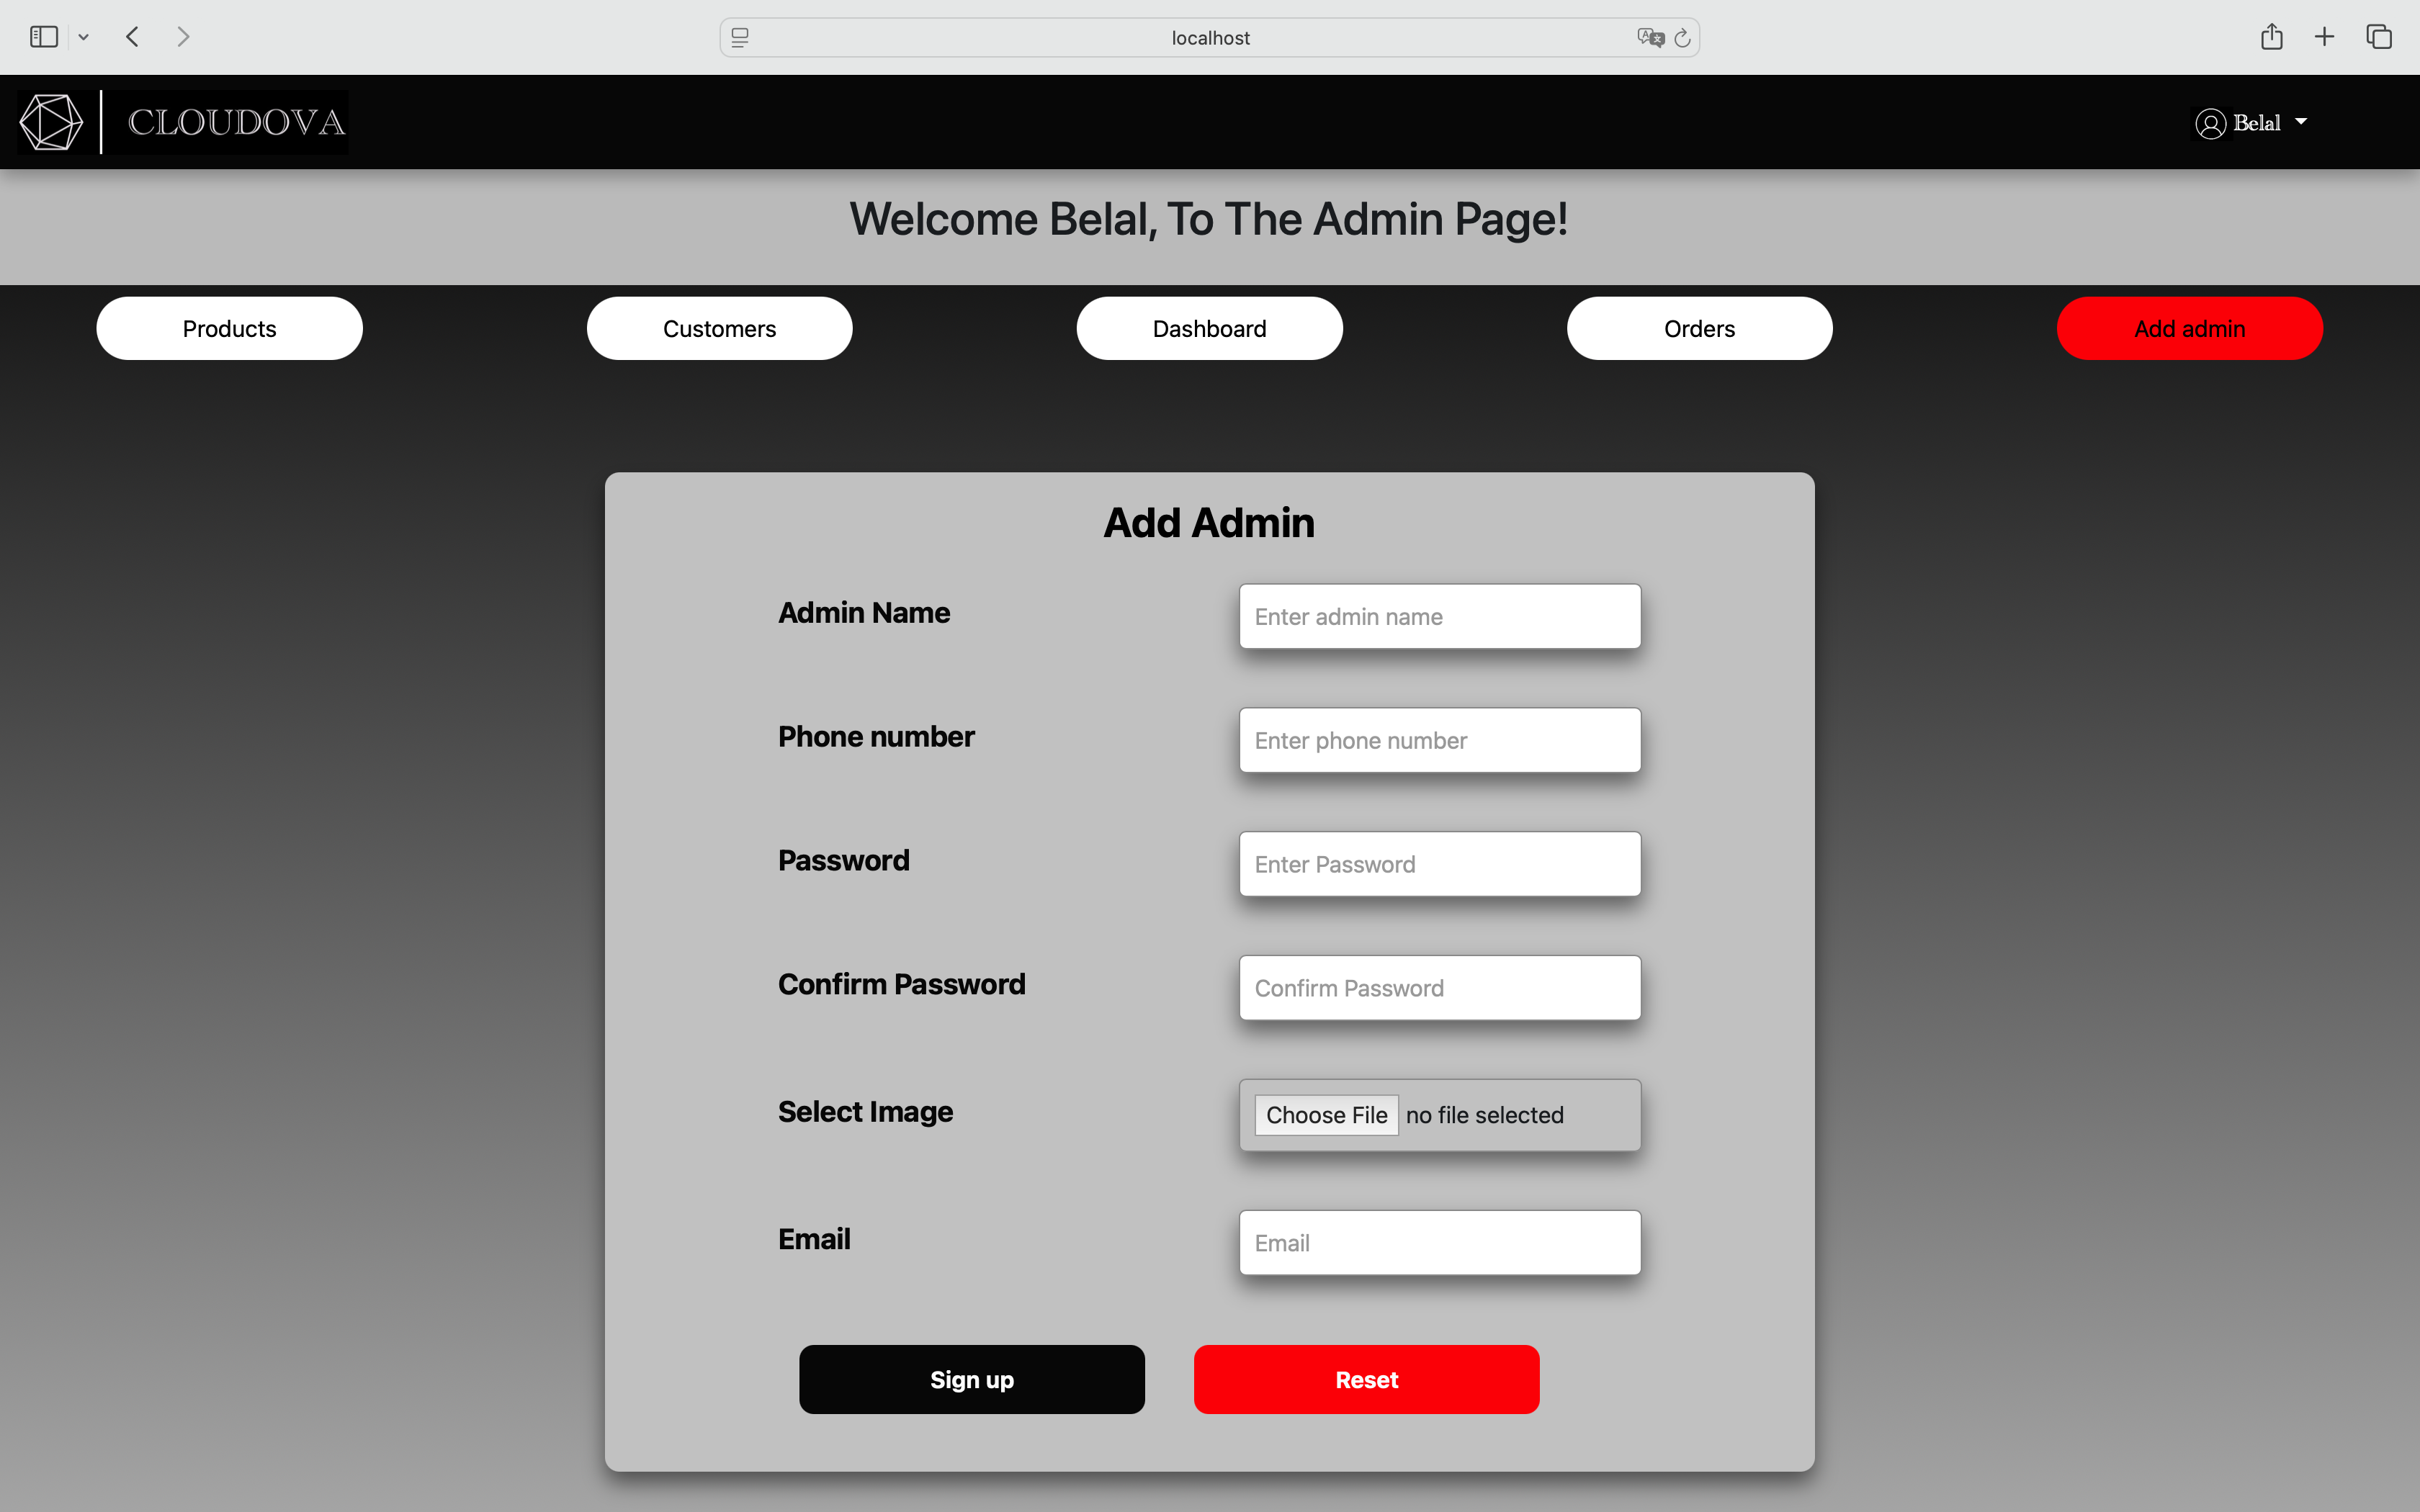 localhost
CLOUDOVA
Belal
Welcome Belal, To The Admin Page!
Products
Customers
Dashboard
Orders
Add admin
Add Admin
Admin Name
Enter admin name
Phone number
Enter phone number
Password
Enter Password
Confirm Password
Confirm Password
Select Image
Choose File no file selected
Email
Email
Sign up
Reset